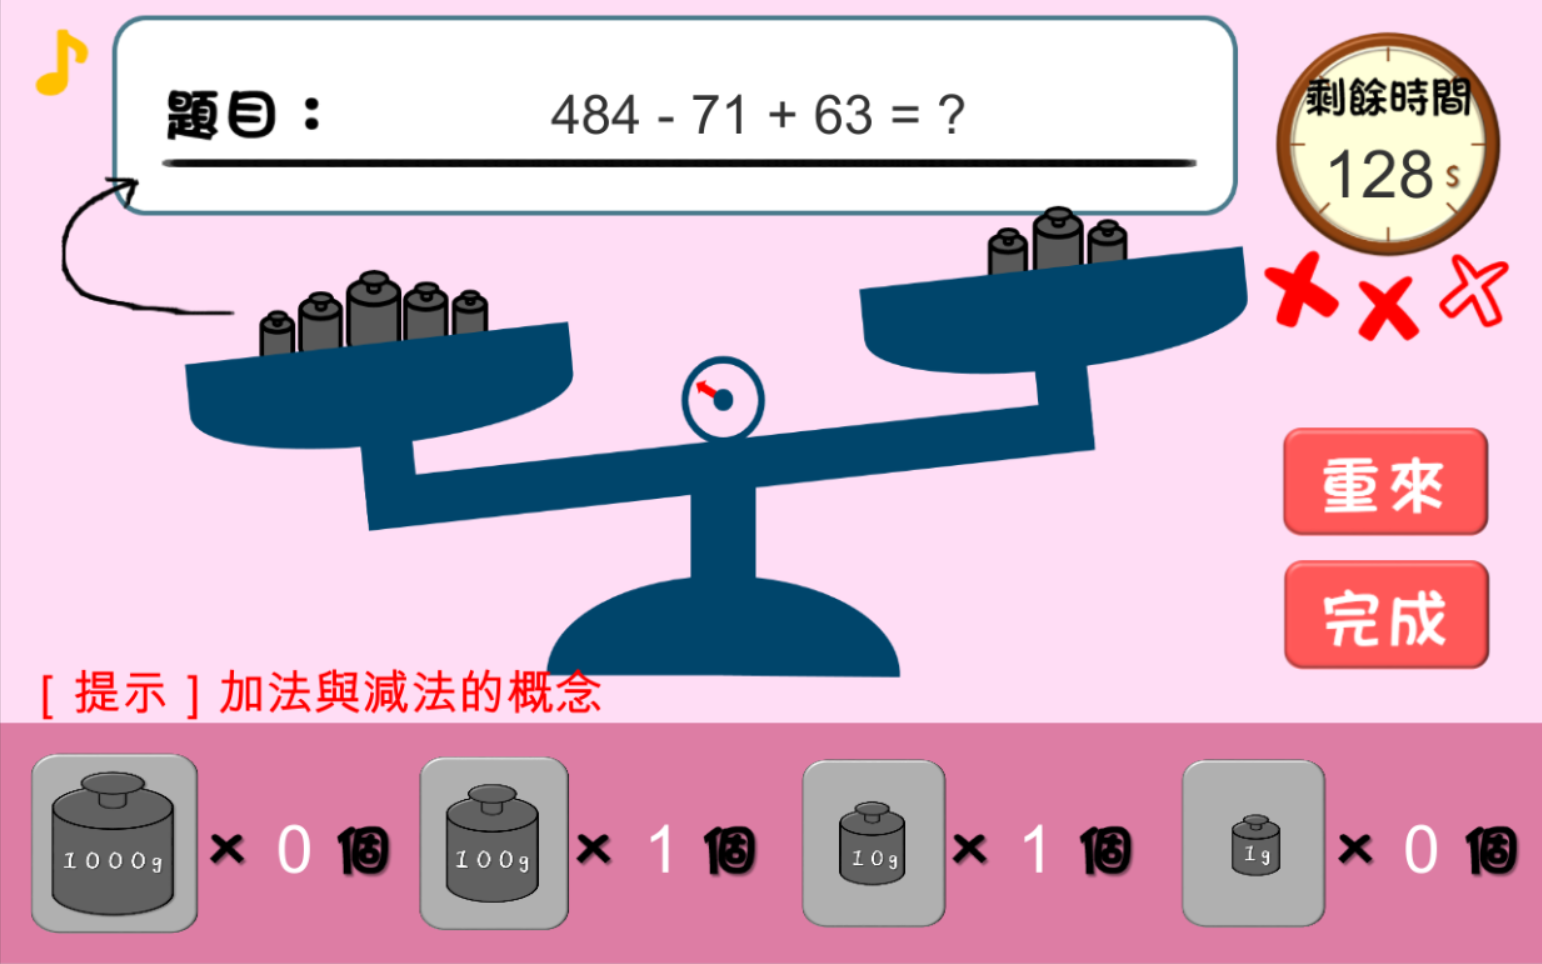 題目： 484 - 71 + 63 = ?
剩餘時間
128 s
重來
完成
[ 提示 ] 加法與減法的概念
1000g × 0 個 100g × 1 個 10g × 1 個 1g × 0 個